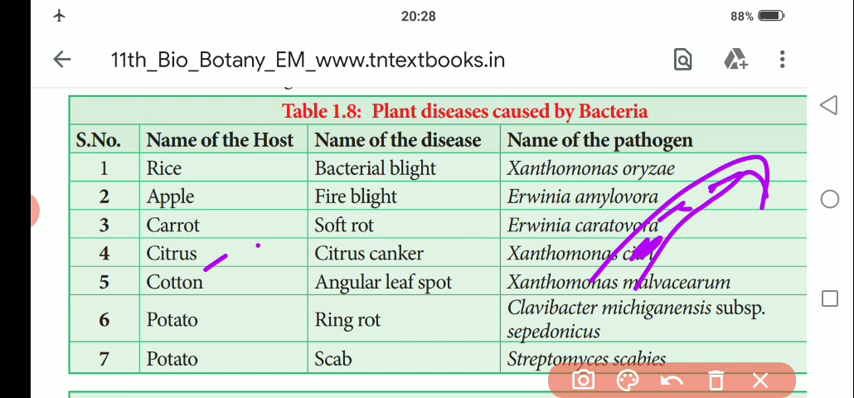 20:28
88%
11th_Bio_Botany_EM_www.tntextbooks.in
Table 1.8: Plant diseases caused by Bacteria
S.No. Name of the Host Name of the disease Name of the pathogen
1 Rice Bacterial blight Xanthomonas oryzae
2 Apple Fire blight Erwinia amylovora
3 Carrot Soft rot Erwinia caratovora
4 Citrus Citrus canker Xanthomonas citri
5 Cotton Angular leaf spot Xanthomonas malvacearum
6 Potato Ring rot Clavibacter michiganensis subsp.
sepedonicus
7 Potato Scab Streptomyces scabies